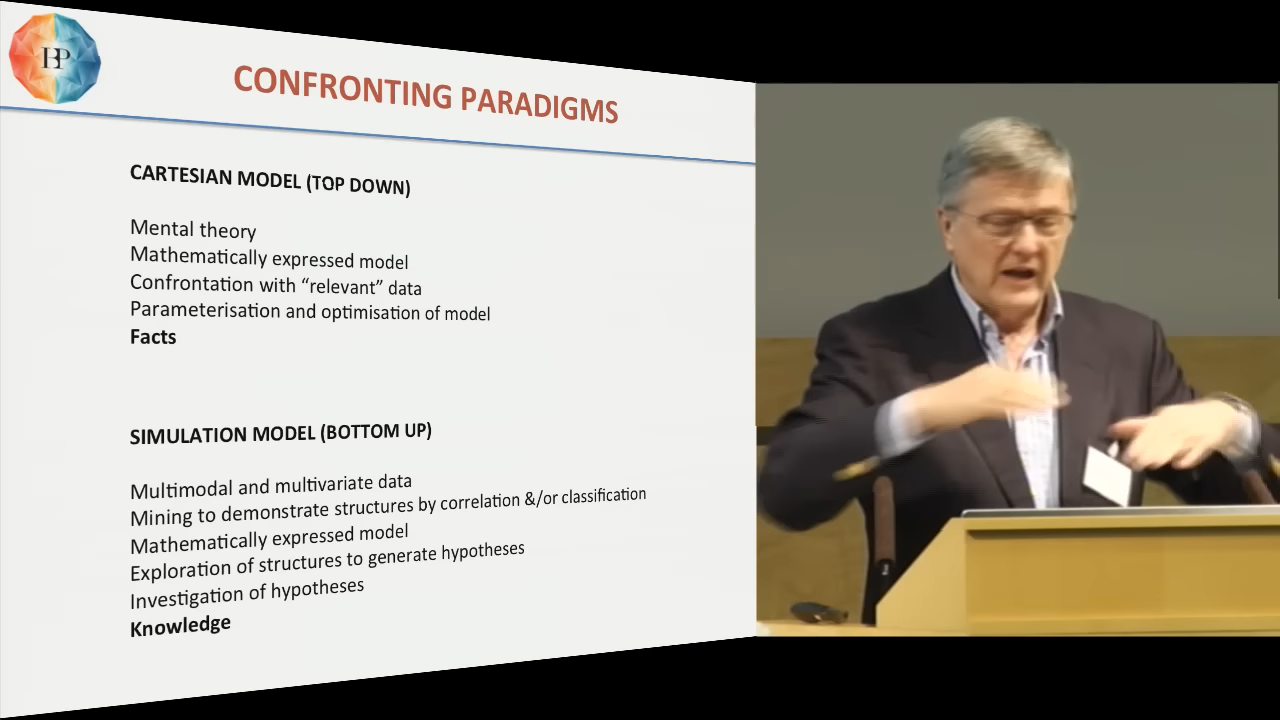 HBP
CONFRONTING PARADIGMS
CARTESIAN MODEL (TOP DOWN)
Mental theory
Mathematically expressed model
Confrontation with “relevant” data
Parameterisation and optimisation of model
Facts
SIMULATION MODEL (BOTTOM UP)
Multimodal and multivariate data
Mining to demonstrate structures by correlation &/or classification
Mathematically expressed model
Exploration of structures to generate hypotheses
Investigation of hypotheses
Knowledge